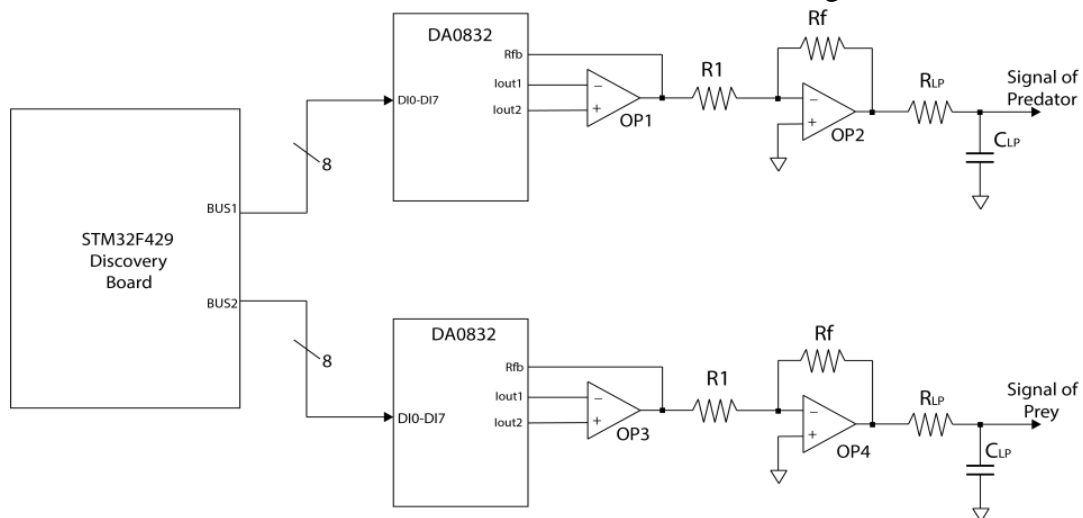 DA0832
Rfb
Iout1
Iout2
DI0-DI7
−
+
OP1
R1
Rf
−
+
OP2
RLP
Signal of
Predator
CLP
8
STM32F429
Discovery
Board
BUS1
BUS2
8
DA0832
Rfb
Iout1
Iout2
DI0-DI7
−
+
OP3
R1
Rf
−
+
OP4
RLP
Signal of
Prey
CLP